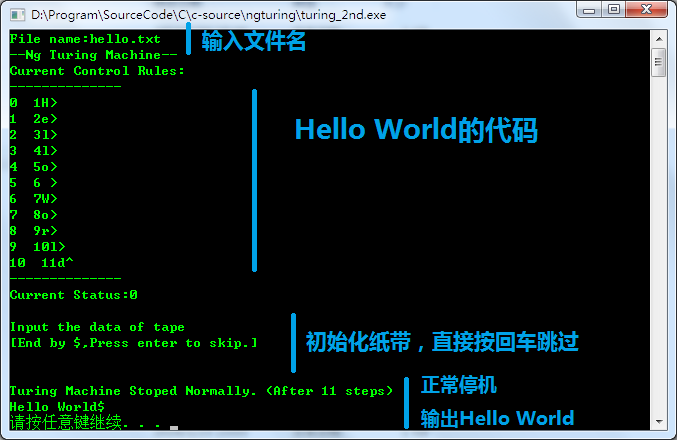 D:\Program\SourceCode\C\c-source\ngturing\turing_2nd.exe
File name:hello.txt
输入文件名
--Ng Turing Machine--
Current Control Rules:
--------------
0  1H>
Hello World的代码
1  2e>
2  3l>
3  4l>
4  5o>
5  6 >
6  7W>
7  8o>
8  9r>
9  10l>
10  11d^
--------------
Current Status:0
Input the data of tape
[End by $.Press enter to skip.]
初始化纸带，直接按回车跳过
Turing Machine Stoped Normally. (After 11 steps)
正常停机
Hello World$
输出Hello World
请按任意键继续. . .